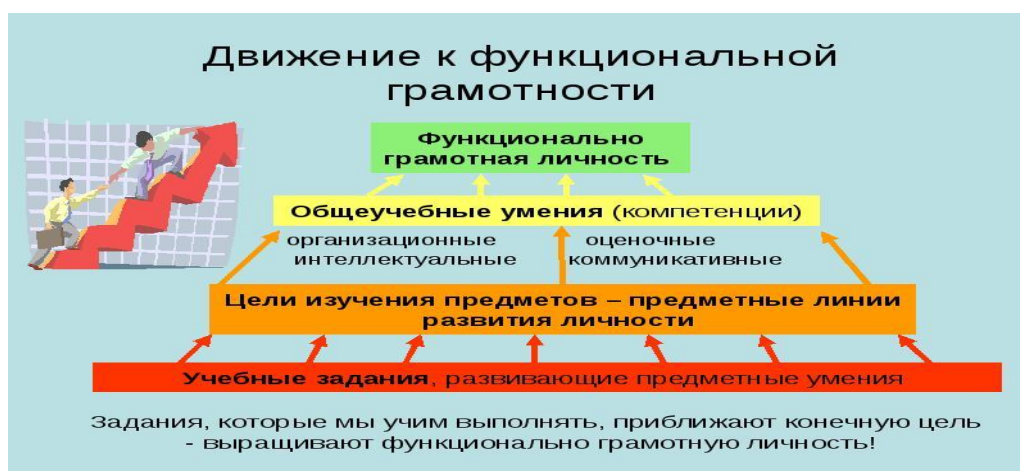 Движение к функциональной
грамотности
Функционально
грамотная личность
Общеучебные умения (компетенции)
организационные оценочные
интеллектуальные коммуникативные
Цели изучения предметов – предметные линии
развития личности
Учебные задания, развивающие предметные умения
Задания, которые мы учим выполнять, приближают конечную цель
- выращивают функционально грамотную личность!